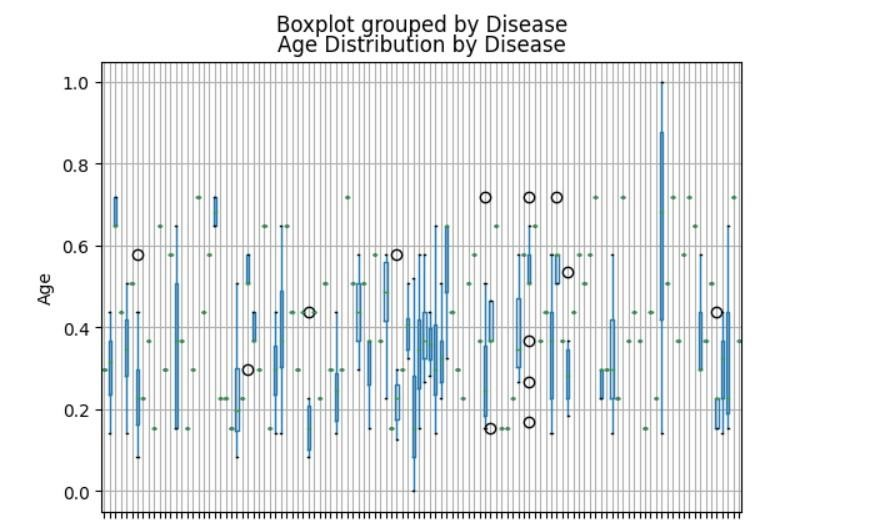 Boxplot grouped by Disease
Age Distribution by Disease
1.0
0.8
0.6
Age
0.4
0.2
0.0